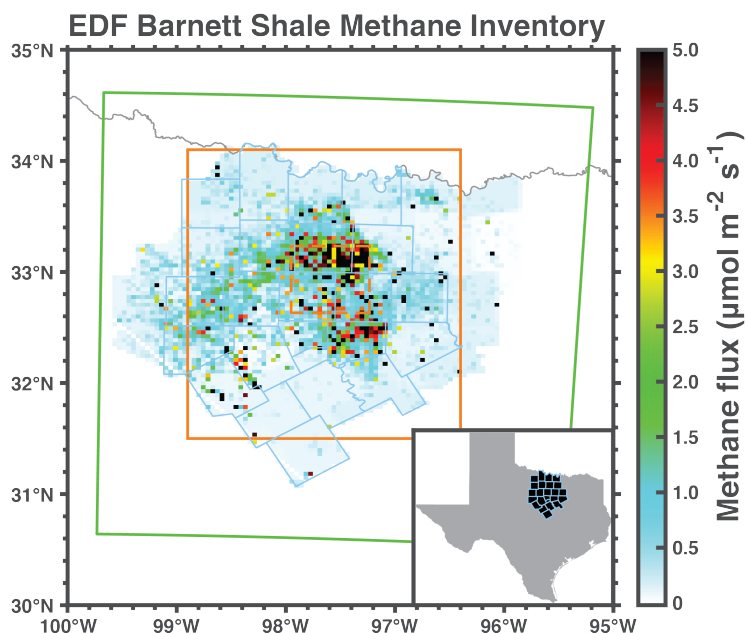 EDF Barnett Shale Methane Inventory
35°N
34°N
33°N
32°N
31°N
30°N
100°W
99°W
98°W
97°W
96°W
95°W
5.0
4.5
4.0
3.5
3.0
2.5
2.0
1.5
1.0
0.5
0
Methane flux (μmol m⁻² s⁻¹)